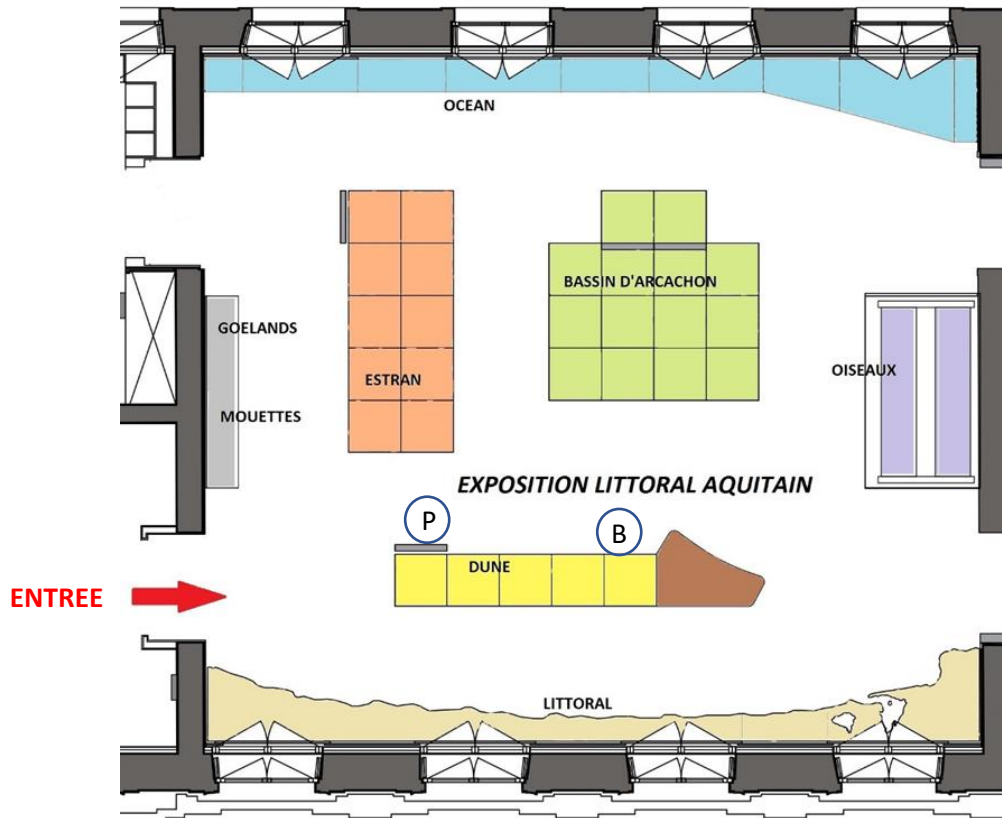 OCEAN
BASSIN D'ARCACHON
GOELANDS
OISEAUX
ESTRAN
MOUETTES
EXPOSITION LITTORAL AQUITAIN
P
B
DUNE
ENTREE
LITTORAL